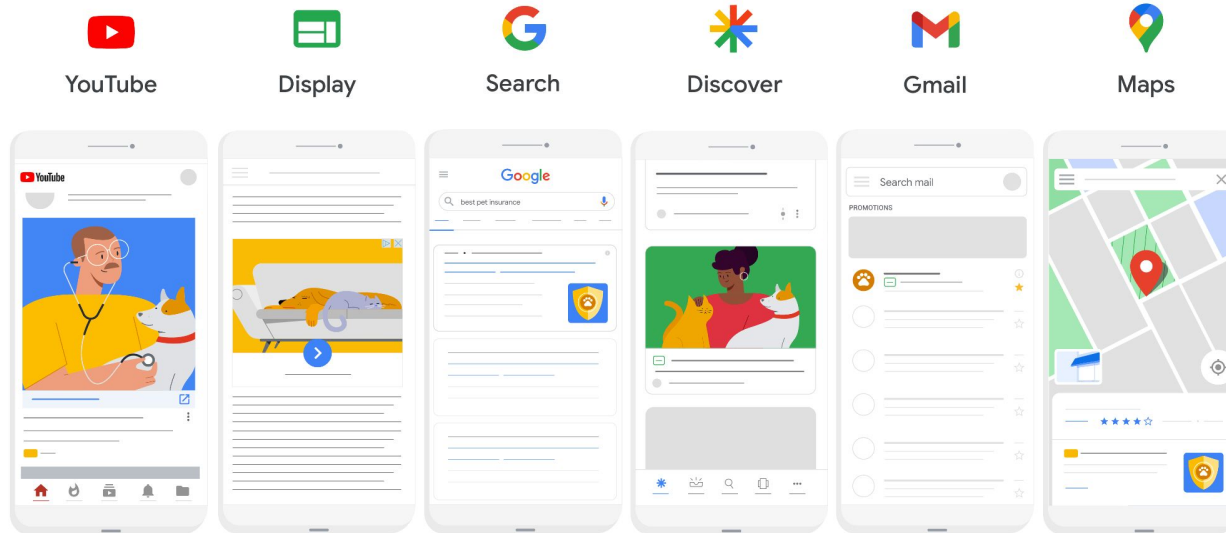 YouTube
Display
Search
Discover
Gmail
Maps
YouTube
Google
best pet insurance
Search mail
PROMOTIONS